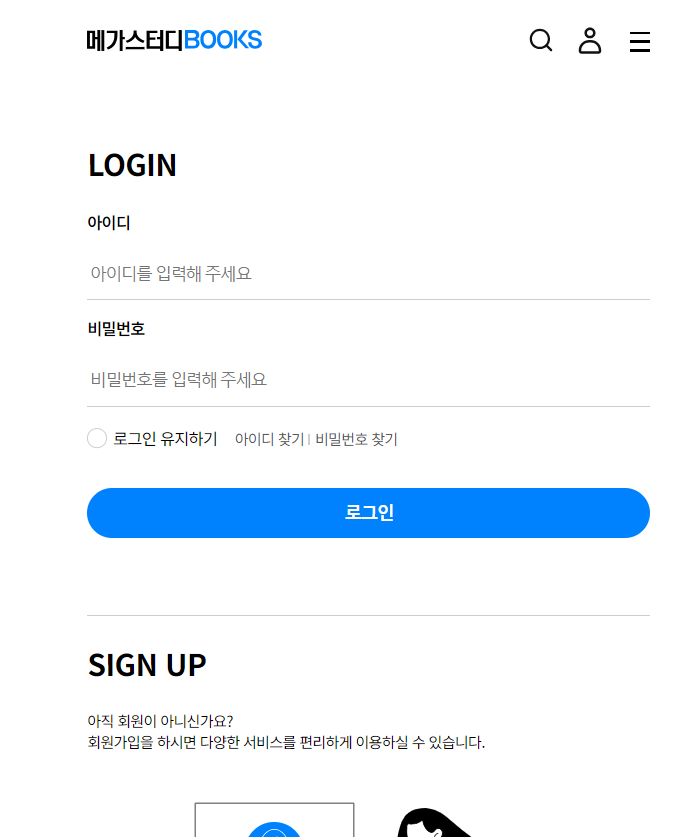 메가스터디BOOKS
LOGIN
아이디
아이디를 입력해 주세요
비밀번호
비밀번호를 입력해 주세요
로그인 유지하기 아이디 찾기 | 비밀번호 찾기
로그인
SIGN UP
아직 회원이 아니신가요?
회원가입을 하시면 다양한 서비스를 편리하게 이용하실 수 있습니다.